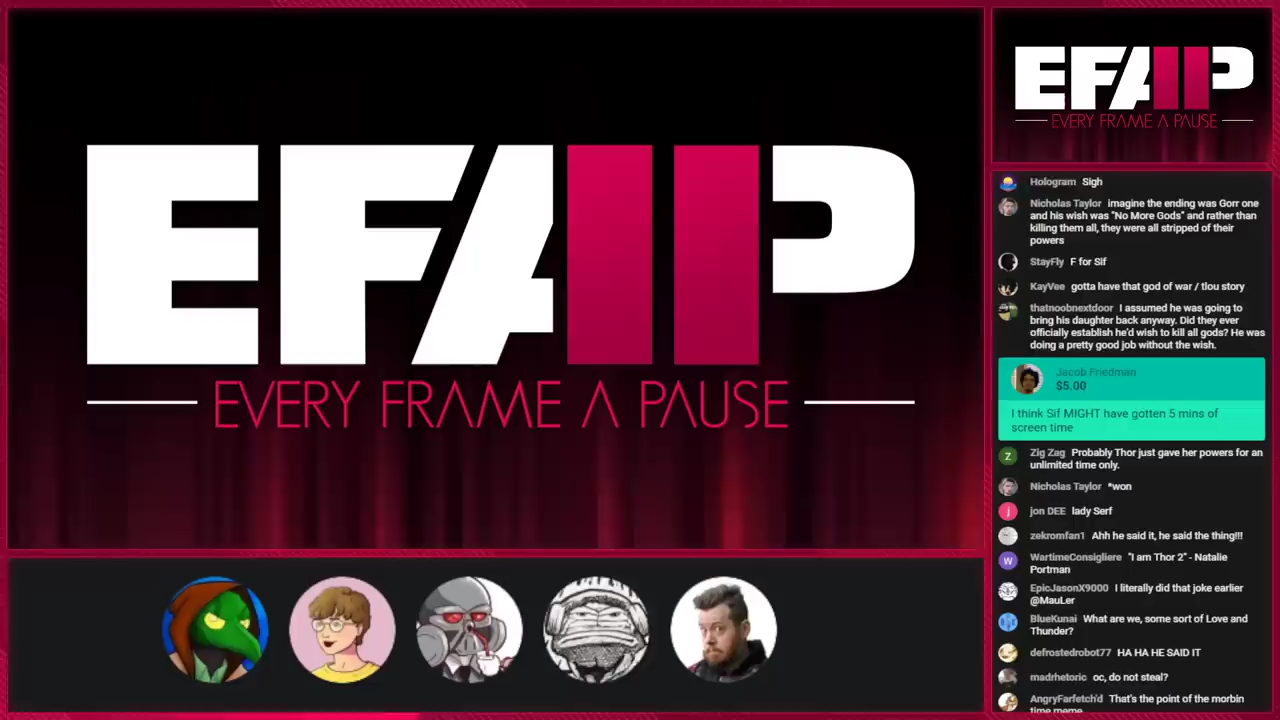 EFAP
EVERY FRAME A PAUSE
EFAP
EVERY FRAME A PAUSE
Hologram Sigh
Nicholas Taylor imagine the ending was Gorr one
and his wish was "No More Gods" and rather than
killing them all, they were all stripped of their
powers
StayFly F for Sif
KayVee gotta have that god of war / tlou story
thatnoobnextdoor I assumed he was going to
bring his daughter back anyway. Did they ever
officially establish he'd wish to kill all gods? He was
doing a pretty good job without the wish.
Jacob Friedman
$5.00
I think Sif MIGHT have gotten 5 mins of
screen time
Z
Zig Zag Probably Thor just gave her powers for an
unlimited time only.
Nicholas Taylor *won
j
jon DEE lady Serf
zekromfan1 Ahh he said it, he said the thing!!!
W
WartimeConsigliere "I am Thor 2" - Natalie
Portman
EpicJasonX9000 I literally did that joke earlier
@MauLer
BlueKunai What are we, some sort of Love and
Thunder?
defrostedrobot77 HA HA HE SAID IT
madrhetoric oc, do not steal?
AngryFarfetch'd That's the point of the morbin
time meme